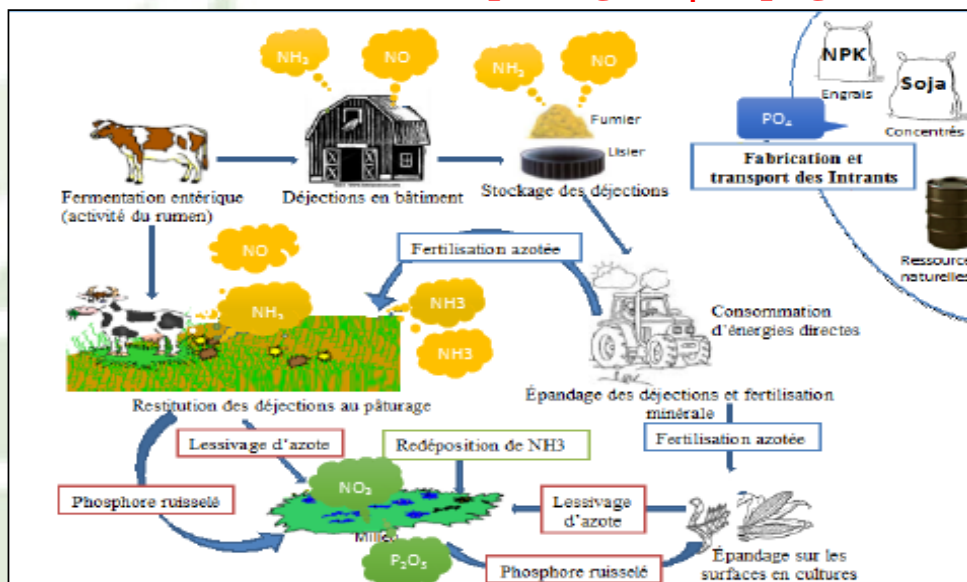 NH₃
NO
NH₃
NO
NPK
Engrais
Soja
Concentrés
PO₄
Fumier
Lisier
Fabrication et
transport des Intrants
Fermentation entérique
(activité du rumen)
Déjections en bâtiment
Stockage des déjections
Ressource
naturelles
NO
Fertilisation azotée
NH₃
NH3
NH3
Consommation
d'énergies directes
Restitution des déjections au pâturage
Épandage des déjections et fertilisation
minérale
Lessivage d'azote
Redéposition de NH3
Fertilisation azotée
Phosphore ruisselé
NO₃
Lessivage
d'azote
P₂O₅
Phosphore ruisselé
Épandage sur les
surfaces en cultures